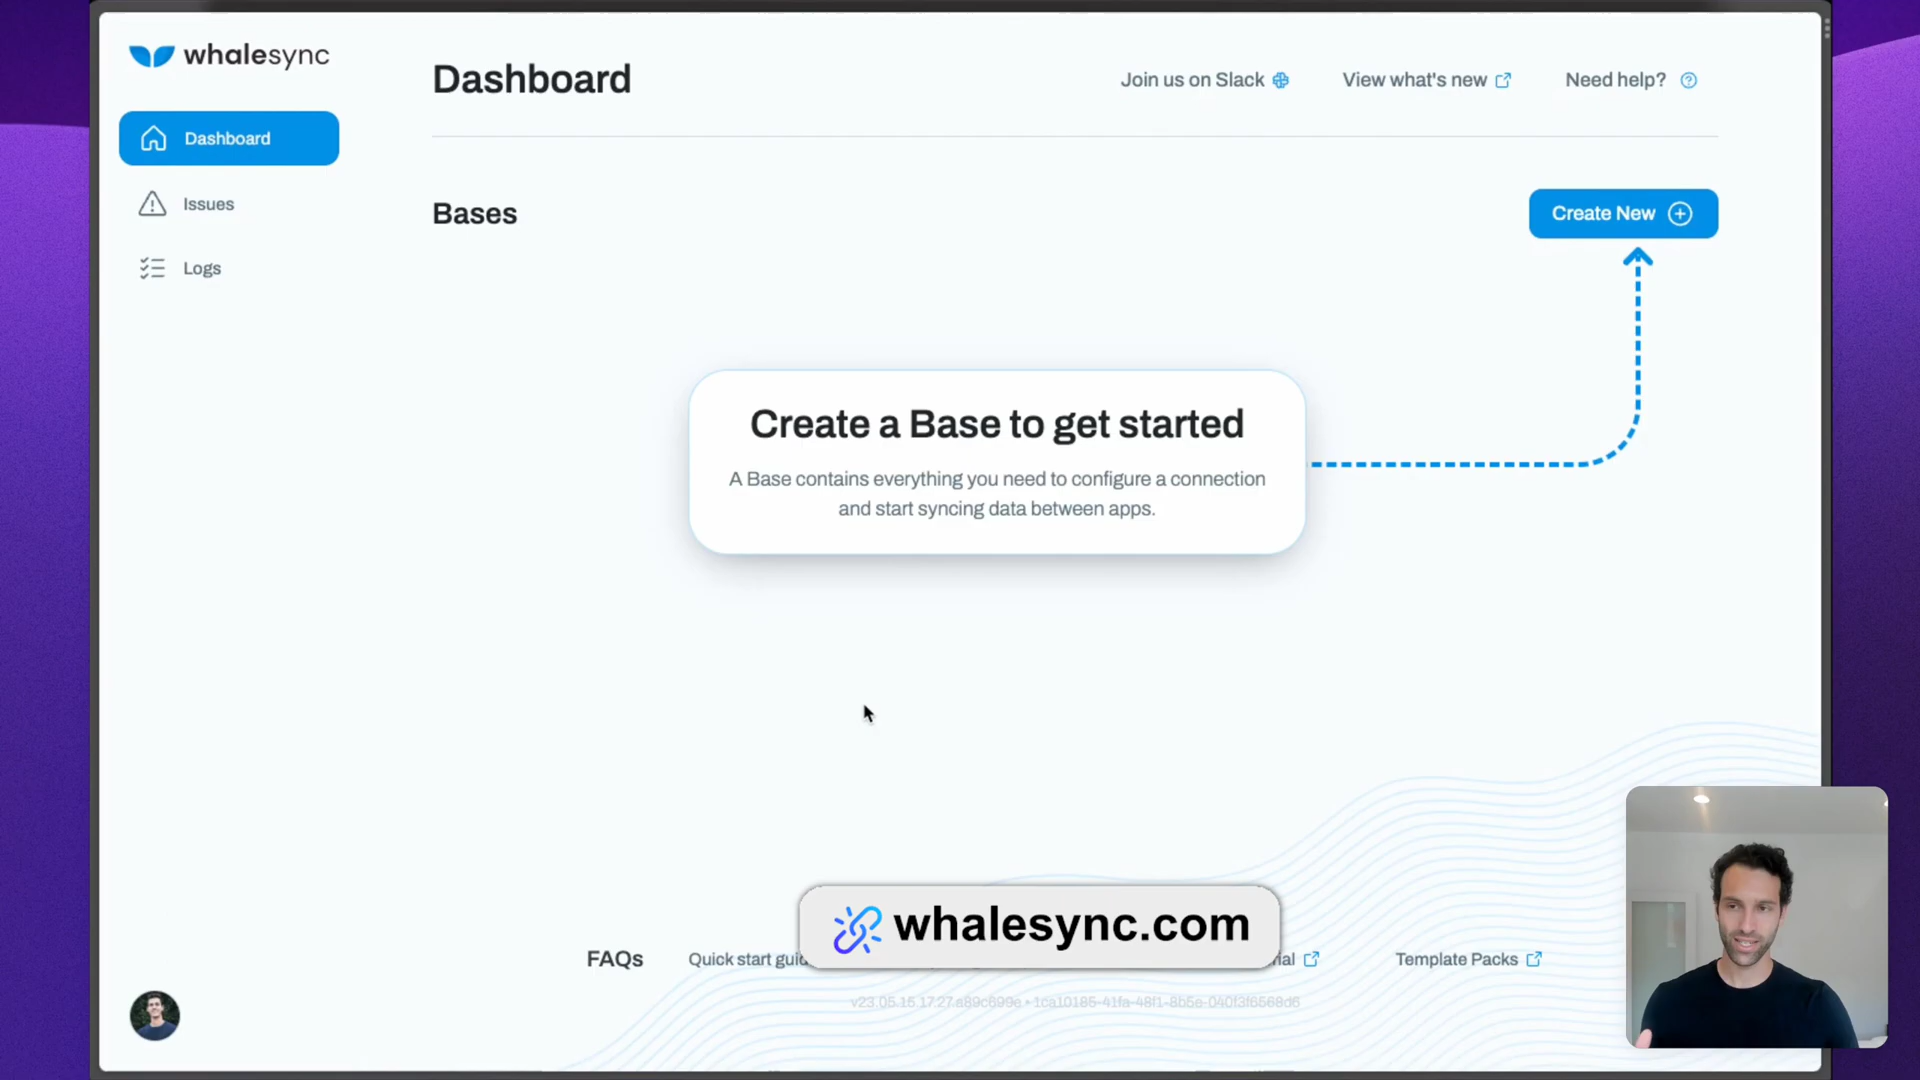 whalesync
Dashboard
Join us on Slack
View what's new
Need help?
Dashboard
Issues
Logs
Bases
Create New
Create a Base to get started
A Base contains everything you need to configure a connection
and start syncing data between apps.
whalesync.com
FAQs
Quick start
Template Packs